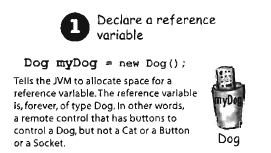 1 Declare a reference
variable
Dog myDog = new Dog();
Tells the JVM to allocate space for a
reference variable. The reference variable
is, forever, of type Dog. In other words,
a remote control that has buttons to
control a Dog, but not a Cat or a Button
or a Socket.
myDog
Dog